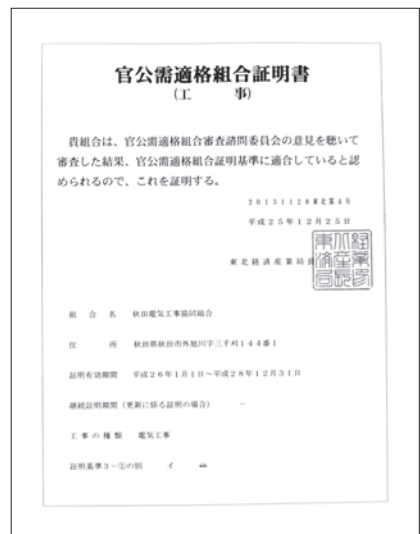 官公需適格組合証明書
（工　　事）
貴組合は、官公需適格組合審査諮問委員会の意見を聴いて
審査した結果、官公需適格組合証明基準に適合していると認
められるので、これを証明する。
20131128東北第4号
平成25年12月25日
東北経済産業局長
組　合　名　秋田電気工事協同組合
住　　所　秋田県秋田市外旭川字三千刈144番1
証明有効期間　平成26年1月1日～平成28年12月31日
継続証明期間（更新に係る証明の場合）　－
工事の種類　電気工事
証明基準3－①の別　イ